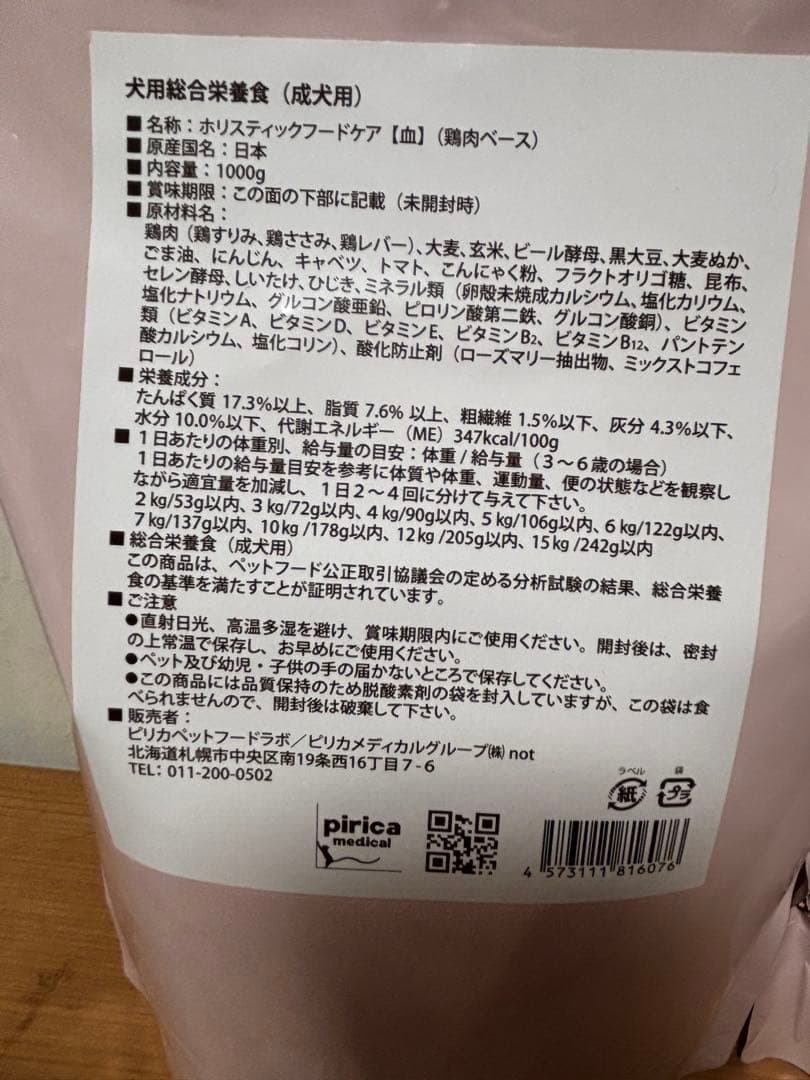 犬用総合栄養食（成犬用）
■ 名称：ホリスティックフードケア【血】（鶏肉ベース）
■ 原産国名：日本
■ 内容量：1000g
■ 賞味期限：この面の下部に記載（未開封時）
■ 原材料名：
鶏肉（鶏すりみ、鶏ささみ、鶏レバー）、大麦、玄米、ビール酵母、黒大豆、大麦ぬか、
ごま油、にんじん、キャベツ、トマト、こんにゃく粉、フラクトオリゴ糖、昆布、
セレン酵母、しいたけ、ひじき、ミネラル類（卵殻未焼成カルシウム、塩化カリウム、
塩化ナトリウム、グルコン酸亜鉛、ピロリン酸第二鉄、グルコン酸銅）、ビタミン
類（ビタミンA、ビタミンD、ビタミンE、ビタミンB2、ビタミンB12、パントテン
酸カルシウム、塩化コリン）、酸化防止剤（ローズマリー抽出物、ミックストコフェ
ロール）
■ 栄養成分：
たんぱく質 17.3%以上、脂質 7.6% 以上、粗繊維 1.5%以下、灰分 4.3%以下、
水分 10.0%以下、代謝エネルギー（ME）347kcal/100g
■ １日あたりの体重別、給与量の目安：体重 / 給与量（３～６歳の場合）
１日あたりの給与量目安を参考に体質や体重、運動量、便の状態などを観察し
ながら適宜量を加減し、１日２～４回に分けて与えて下さい。
2 kg/53g以内、3 kg/72g以内、4 kg/90g以内、5 kg/106g以内、6 kg/122g以内、
7 kg/137g以内、10 kg /178g以内、12 kg /205g以内、15 kg /242g以内
■ 総合栄養食（成犬用）
この商品は、ペットフード公正取引協議会の定める分析試験の結果、総合栄養
食の基準を満たすことが証明されています。
■ ご注意
●直射日光、高温多湿を避け、賞味期限内にご使用ください。開封後は、密封
の上常温で保存し、お早めにご使用ください。
●ペット及び幼児・子供の手の届かないところで保存してください。
●この商品には品質保持のため脱酸素剤の袋を封入していますが、この袋は食
べられませんので、開封後は破棄して下さい。
■ 販売者：
ピリカペットフードラボ／ピリカメディカルグループ㈱ not
北海道札幌市中央区南19条西16丁目７-６
TEL：011-200-0502
ラベル 袋
紙 プラ
pirica
medical
4 573111 816076